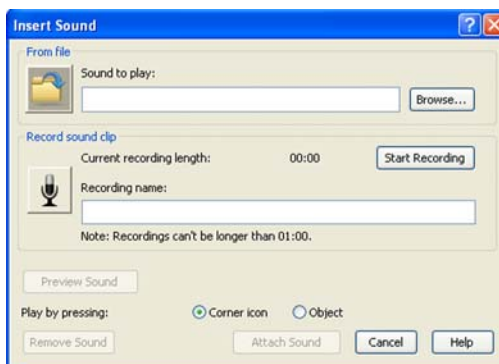 Insert Sound
From file
Sound to play:
Browse...
Record sound clip
Current recording length: 00:00 Start Recording
Recording name:
Note: Recordings can't be longer than 01:00.
Preview Sound
Play by pressing: Corner icon Object
Remove Sound Attach Sound Cancel Help